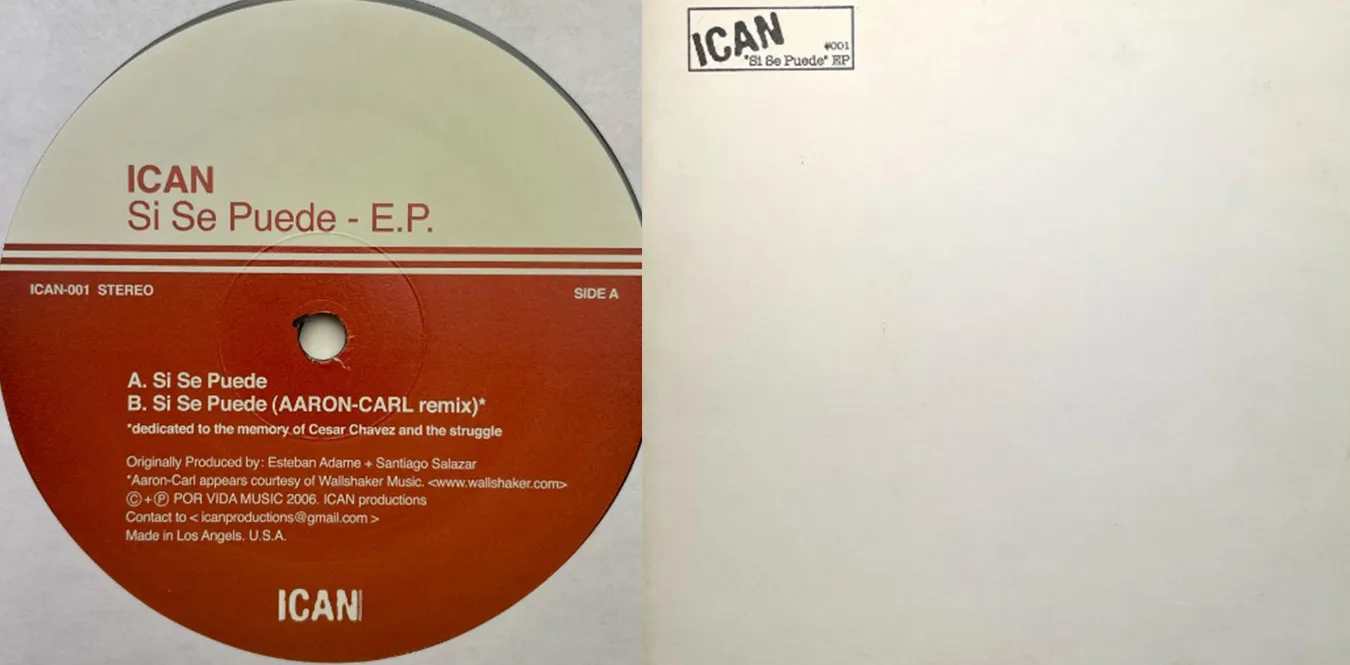 ICAN
Si Se Puede - E.P.
ICAN-001 STEREO
SIDE A
A. Si Se Puede
B. Si Se Puede (AARON-CARL remix)*
*dedicated to the memory of Cesar Chavez and the struggle
Originally Produced by: Esteban Adame + Santiago Salazar
*Aaron-Carl appears courtesy of Wallshaker Music. <www.wallshaker.com>
Ⓒ+Ⓟ POR VIDA MUSIC 2006. ICAN productions
Contact to < icanproductions@gmail.com >
Made in Los Angels. U.S.A.
ICAN
ICAN
#001
"Si Se Puede" EP